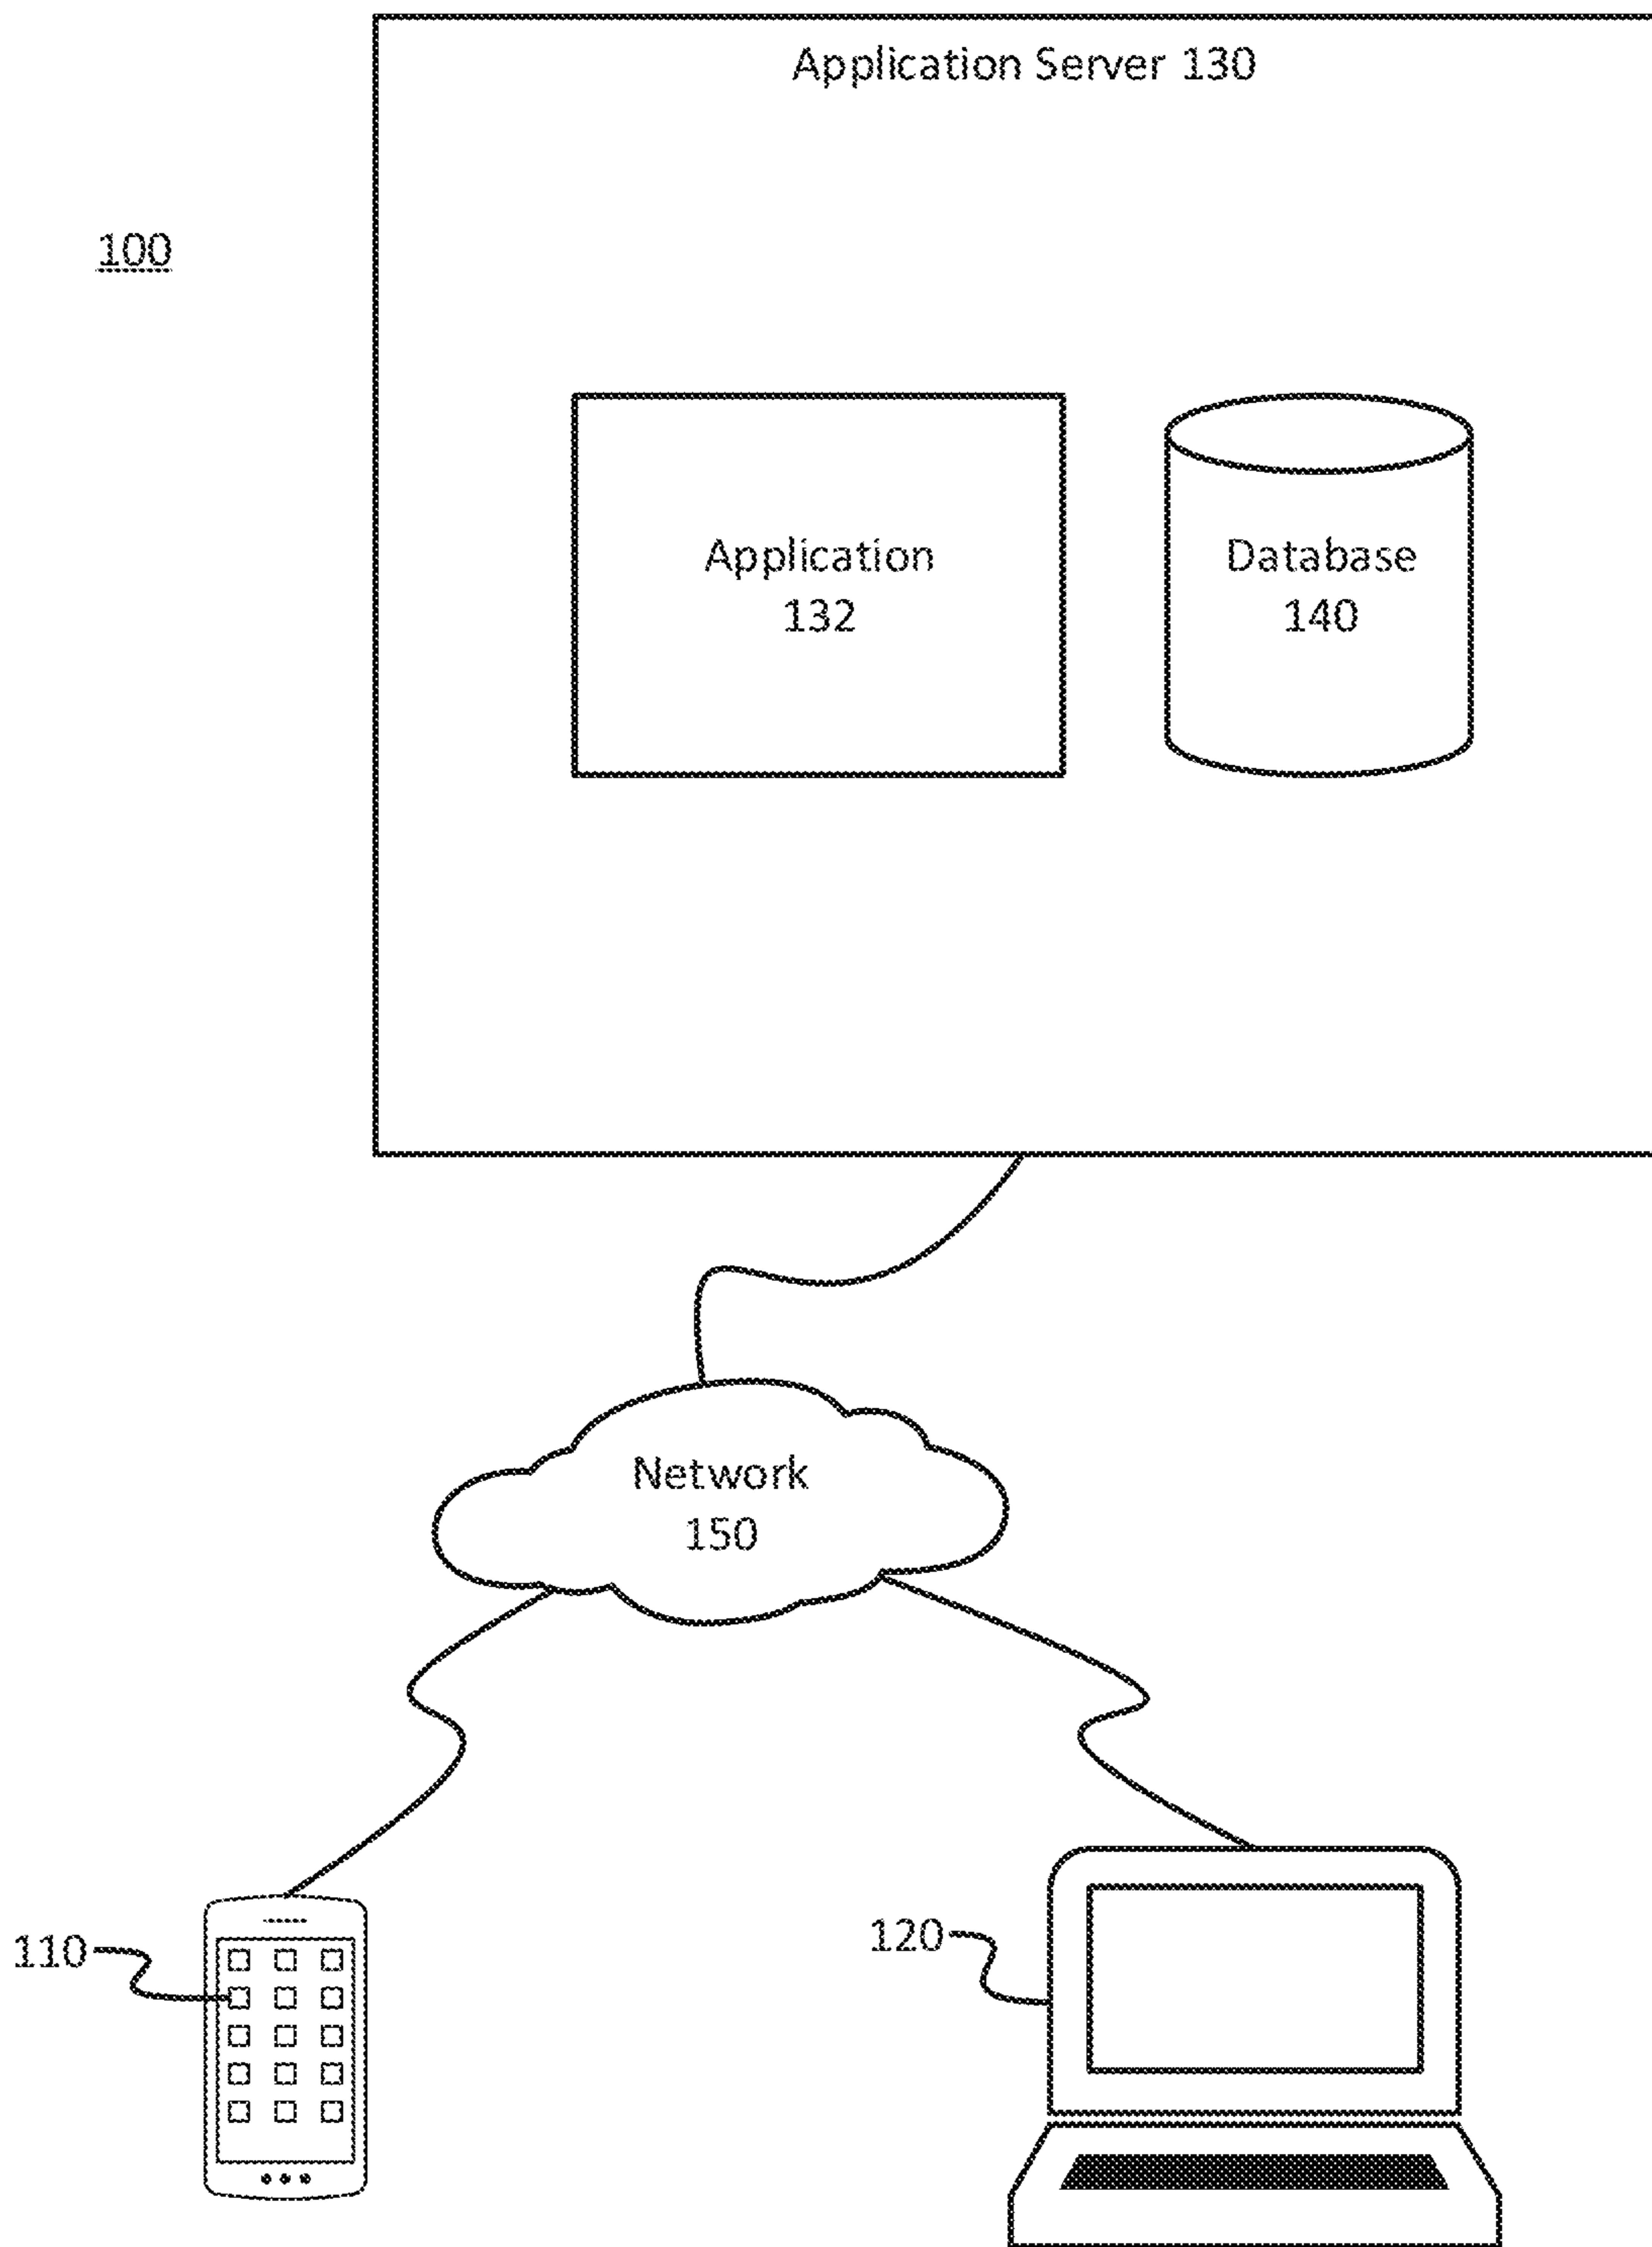 Application Server 130
100
Application
132
Database
140
Network
150
110
120